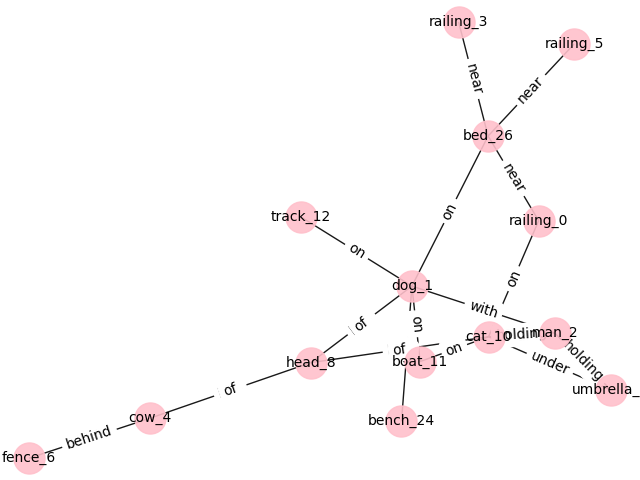 railing_3
railing_5
near
near
bed_26
near
track_12
on
railing_0
on
on
dog_1
with
of
on
cat_10
man_2
of
on
head_8
boat_11
under
holding
umbrella_
of
cow_4
bench_24
behind
fence_6